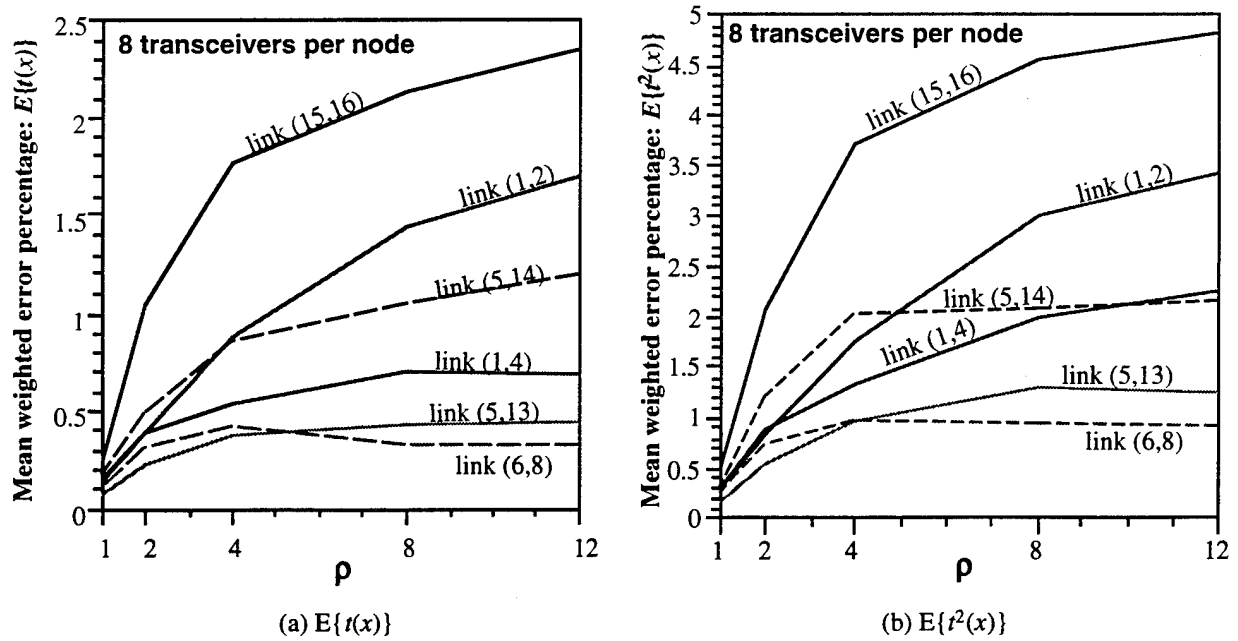 8 transceivers per node
Mean weighted error percentage: E{t(x)}
2.5
2
1.5
1
0.5
0
link (15,16)
link (1,2)
link (5,14)
link (1,4)
link (5,13)
link (6,8)
1 2 4 8 12
ρ
(a) E{t(x)}
8 transceivers per node
Mean weighted error percentage: E{t²(x)}
5
4.5
4
3.5
3
2.5
2
1.5
1
0.5
0
link (15,16)
link (1,2)
link (5,14)
link (1,4)
link (5,13)
link (6,8)
1 2 4 8 12
ρ
(b) E{t²(x)}